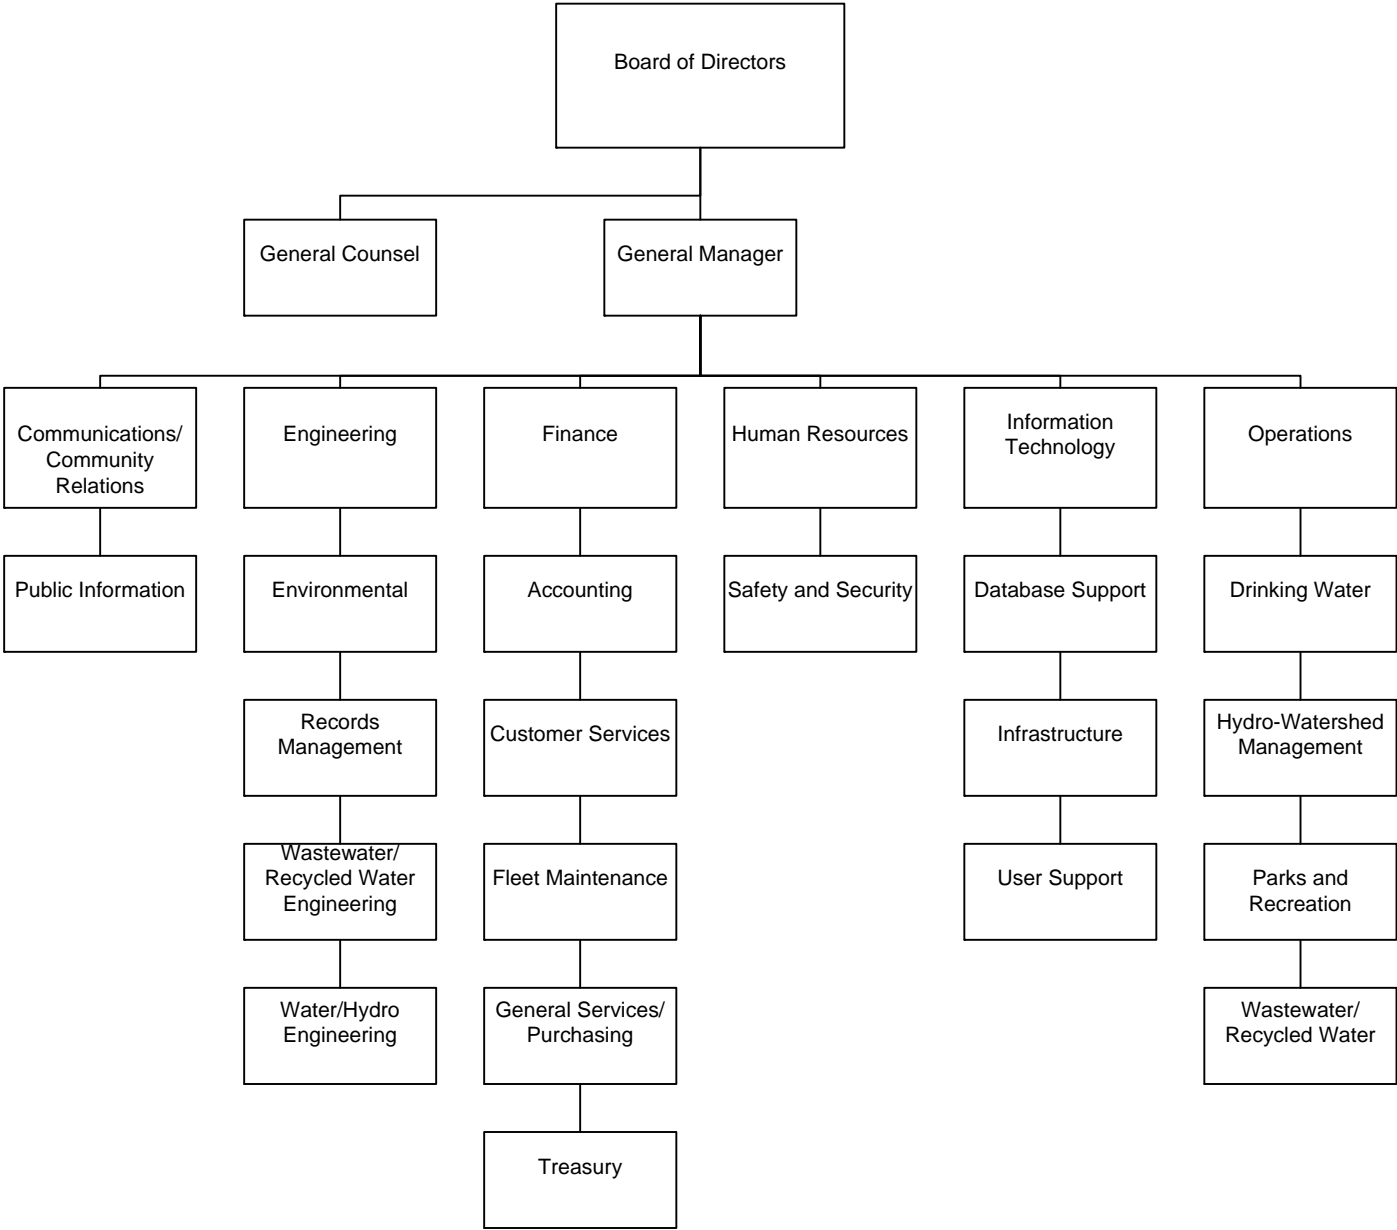 Board of Directors
General Counsel
General Manager
Communications/
Community
Relations
Engineering
Finance
Human Resources
Information
Technology
Operations
Public Information
Environmental
Accounting
Safety and Security
Database Support
Drinking Water
Records
Management
Customer Services
Infrastructure
Hydro-Watershed
Management
Wastewater/
Recycled Water
Engineering
Fleet Maintenance
User Support
Parks and
Recreation
Water/Hydro
Engineering
General Services/
Purchasing
Wastewater/
Recycled Water
Treasury